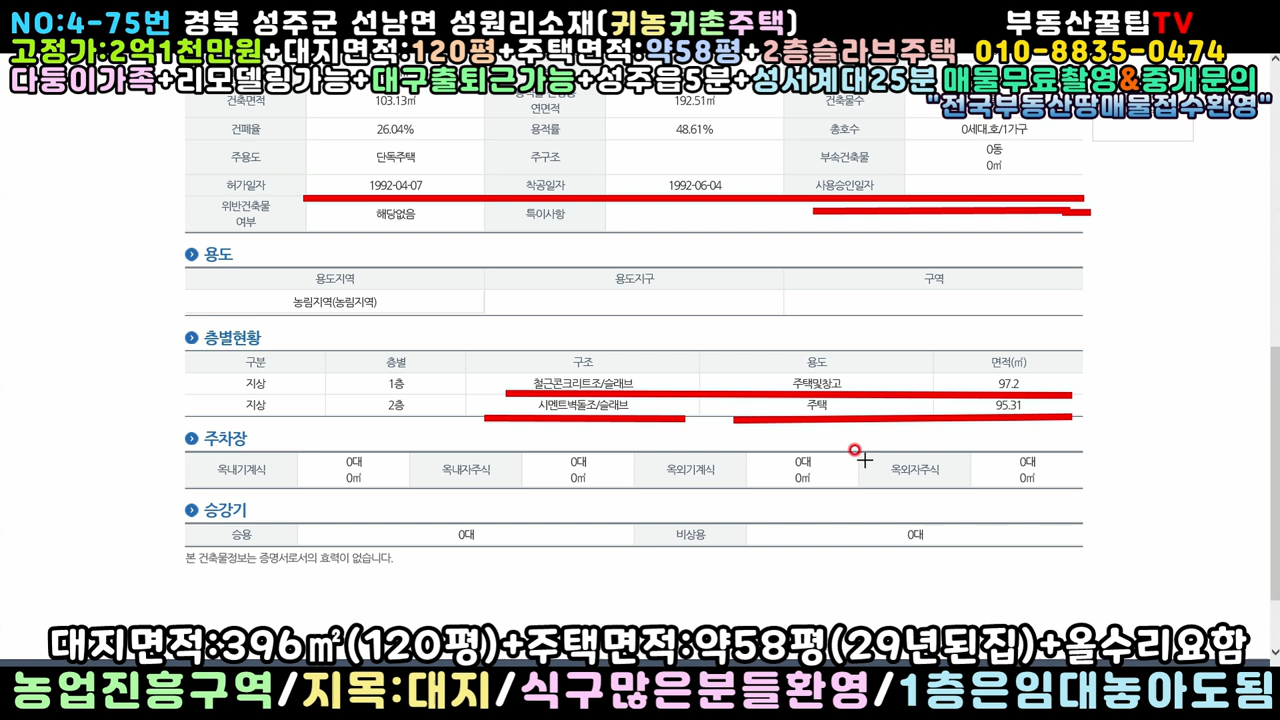 NO:4-75번 경북 성주군 선남면 성원리소재(귀농귀촌주택) 부동산꿀팁TV
고정가:2억1천만원+대지면적:120평+주택면적:약58평+2층슬라브주택 010-8835-0474
다둥이가족+리모델링가능+대구출퇴근가능+성주읍5분+성서계대25분 매물무료촬영&중개문의
"전국부동산땅매물접수환영"
건축면적 103.13㎡ 연면적 192.51㎡ 건축물수
건폐율 26.04% 용적률 48.61% 총호수 0세대.호/1가구
주용도 단독주택 주구조 부속건축물 0동 0㎡
허가일자 1992-04-07 착공일자 1992-06-04 사용승인일자
위반건축물 여부 해당없음 특이사항
용도
용도지역 용도지구 구역
농림지역(농림지역)
층별현황
구분 층별 구조 용도 면적(㎡)
지상 1층 철근콘크리트조/슬래브 주택및창고 97.2
지상 2층 시멘트벽돌조/슬래브 주택 95.31
주차장
옥내기계식 0대 0㎡ 옥내자주식 0대 0㎡ 옥외기계식 0대 0㎡ 옥외자주식 0대 0㎡
승강기
승용 0대 비상용 0대
본 건축물정보는 증명서로서의 효력이 없습니다.
대지면적:396㎡(120평)+주택면적:약58평(29년된집)+올수리요함
농업진흥구역/지목:대지/식구많은분들환영/1층은임대놓아도됨